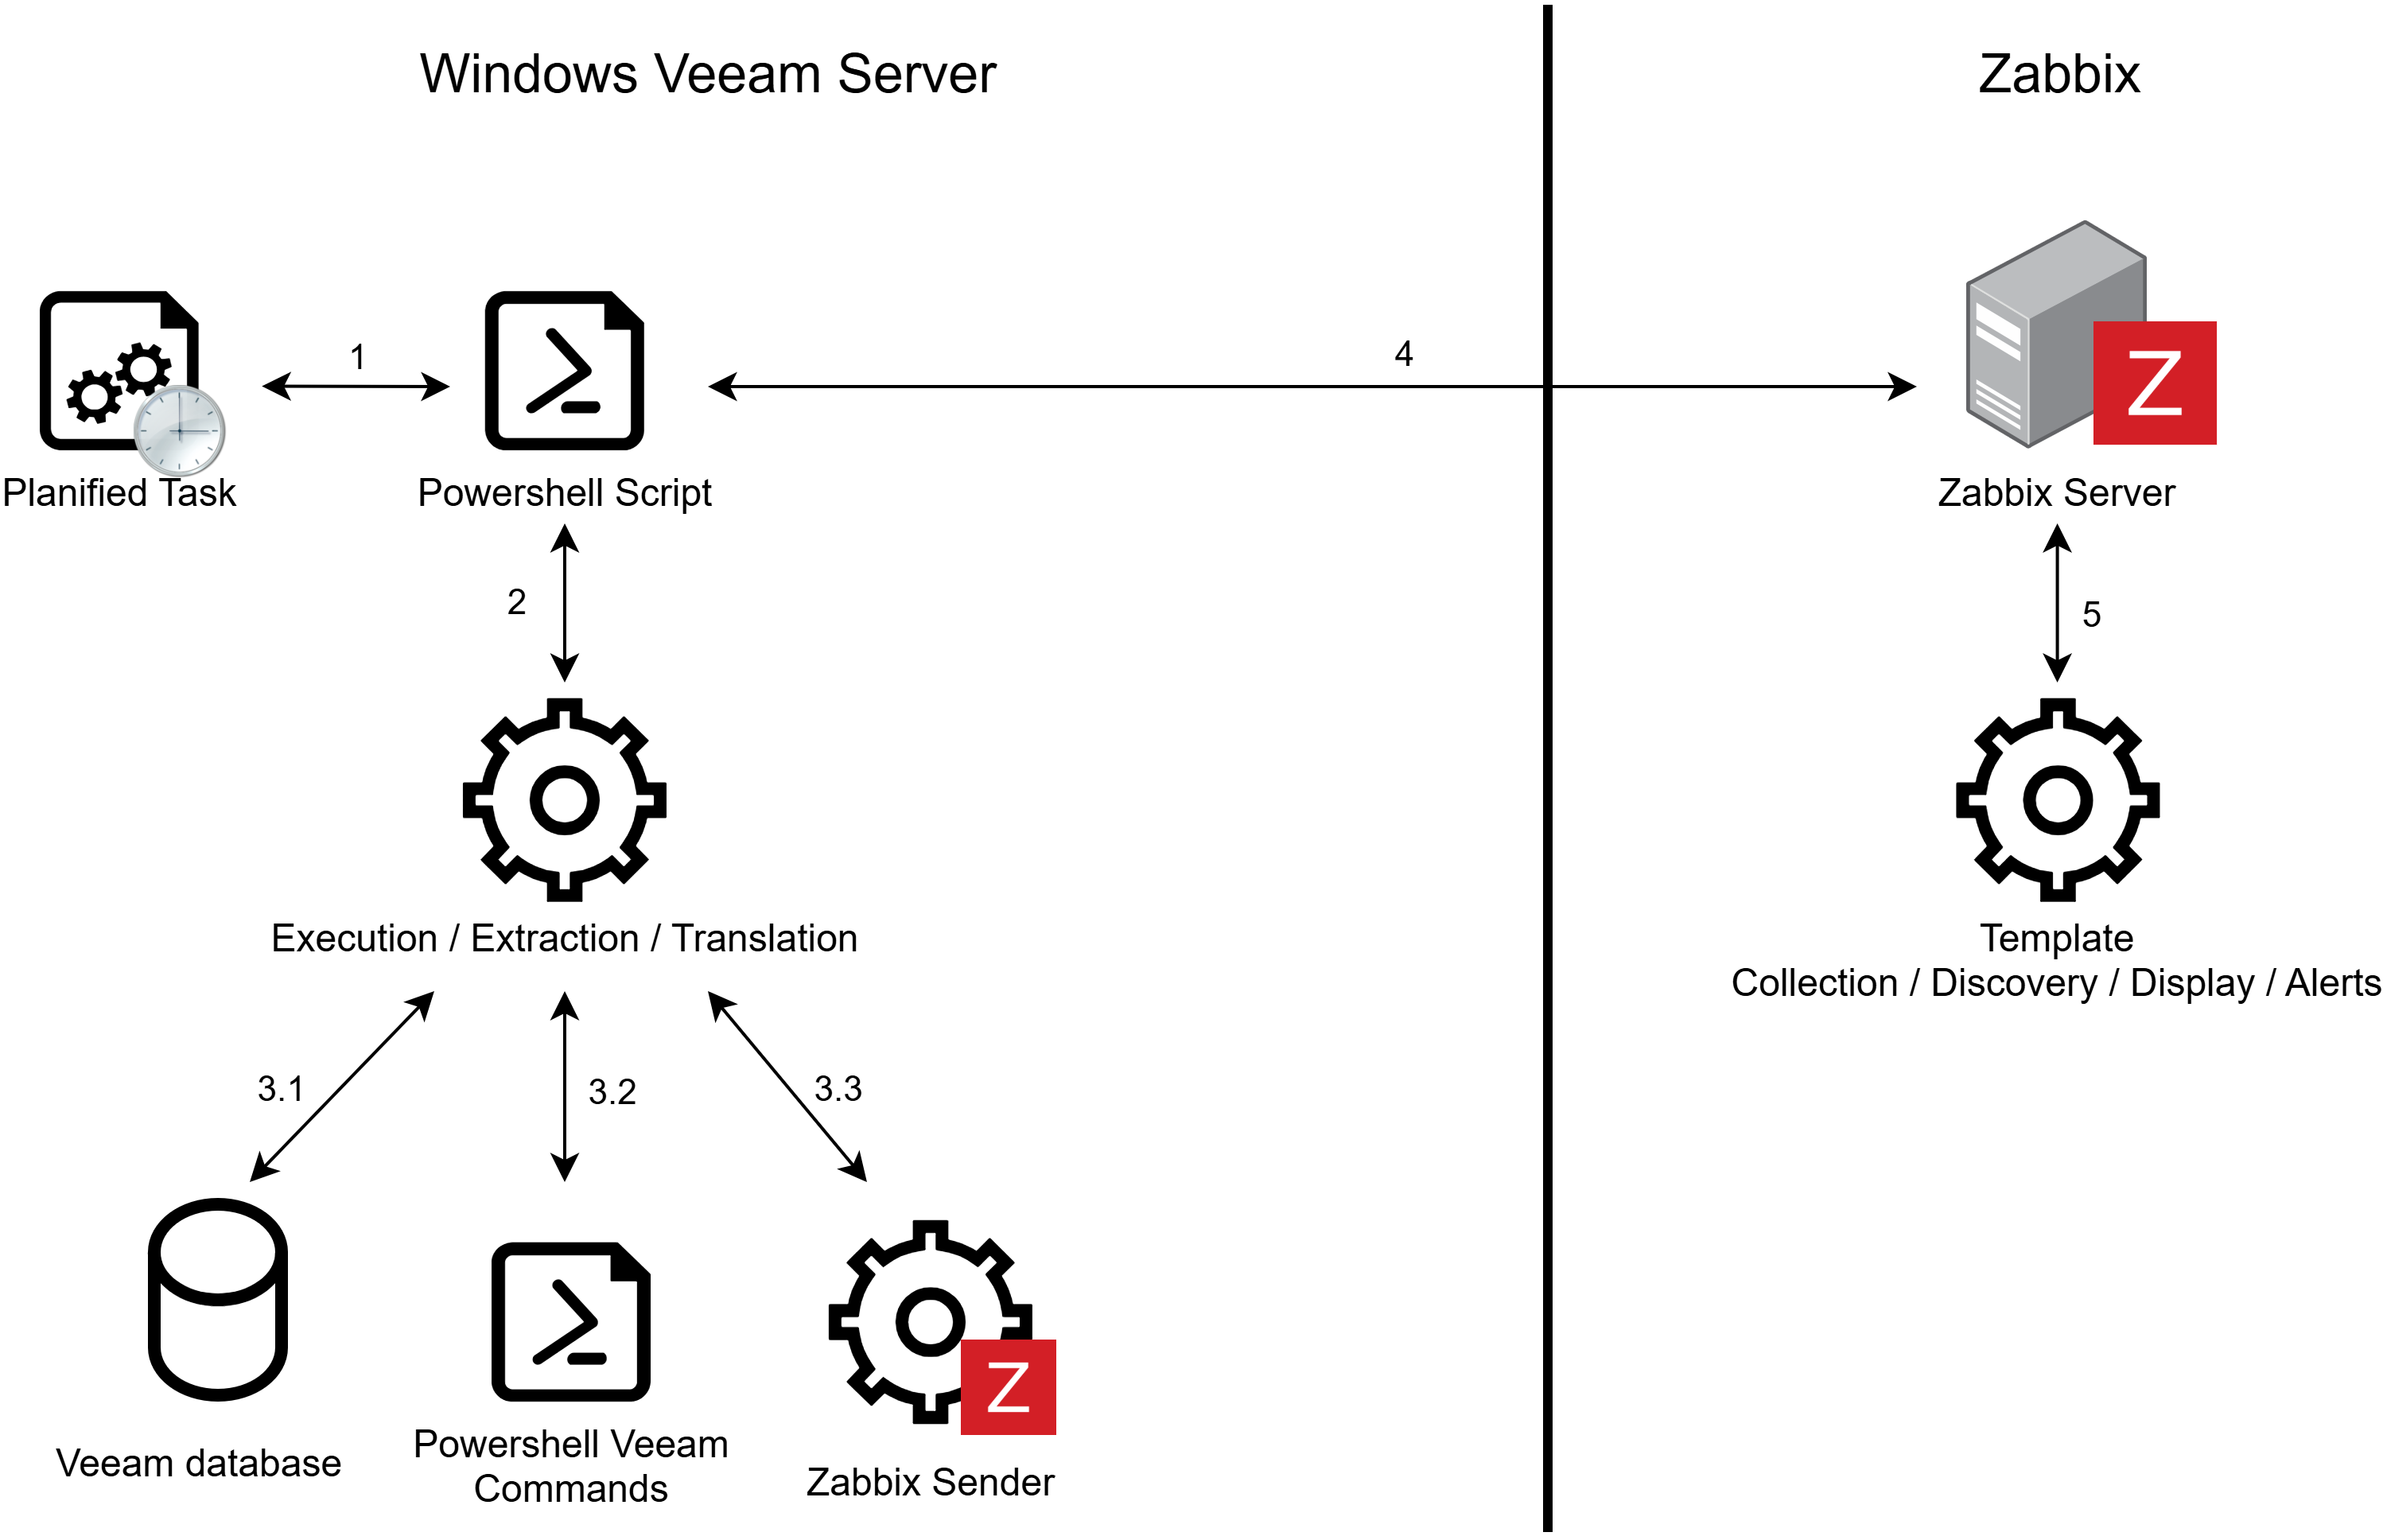 Windows Veeam Server
Zabbix
1
4
Z
Planified Task
Powershell Script
Zabbix Server
2
5
Execution / Extraction / Translation
Template
Collection / Discovery / Display / Alerts
3.1
3.2
3.3
Z
Veeam database
Powershell Veeam
Commands
Zabbix Sender